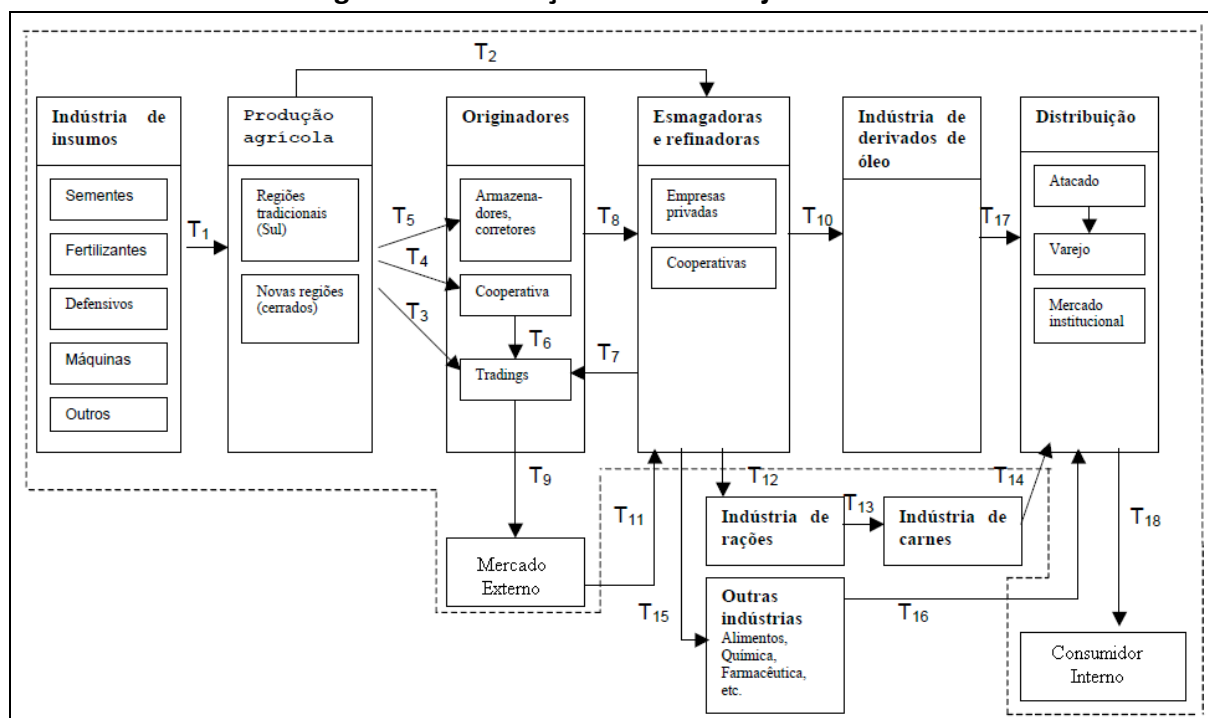 T2
Indústria de
insumos
Sementes
Fertilizantes
Defensivos
Máquinas
Outros
T1
Produção
agrícola
Regiões
tradicionais
(Sul)
Novas regiões
(cerrados)
T5
T4
T3
Originadores
Armazena-
dores,
corretores
Cooperativa
T6
Tradings
T8
T7
Esmagadoras
e refinadoras
Empresas
privadas
Cooperativas
T10
Indústria de
derivados de
óleo
T17
Distribuição
Atacado
Varejo
Mercado
institucional
T9
T11
T12
T13
T14
T18
Indústria de
rações
Indústria de
carnes
Mercado
Externo
T15
Outras
indústrias
Alimentos,
Química,
Farmacêutica,
etc.
T16
Consumidor
Interno